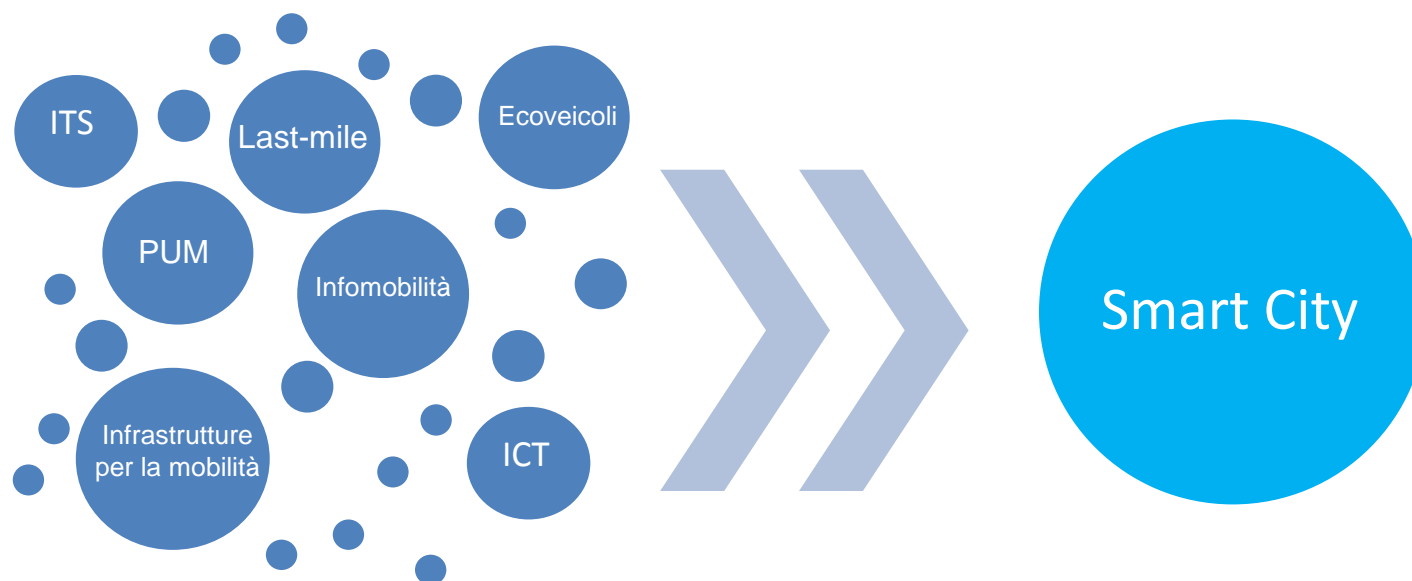 ITS
Last-mile
Ecoveicoli
PUM
Infomobilità
Smart City
Infrastrutture
per la mobilità
ICT